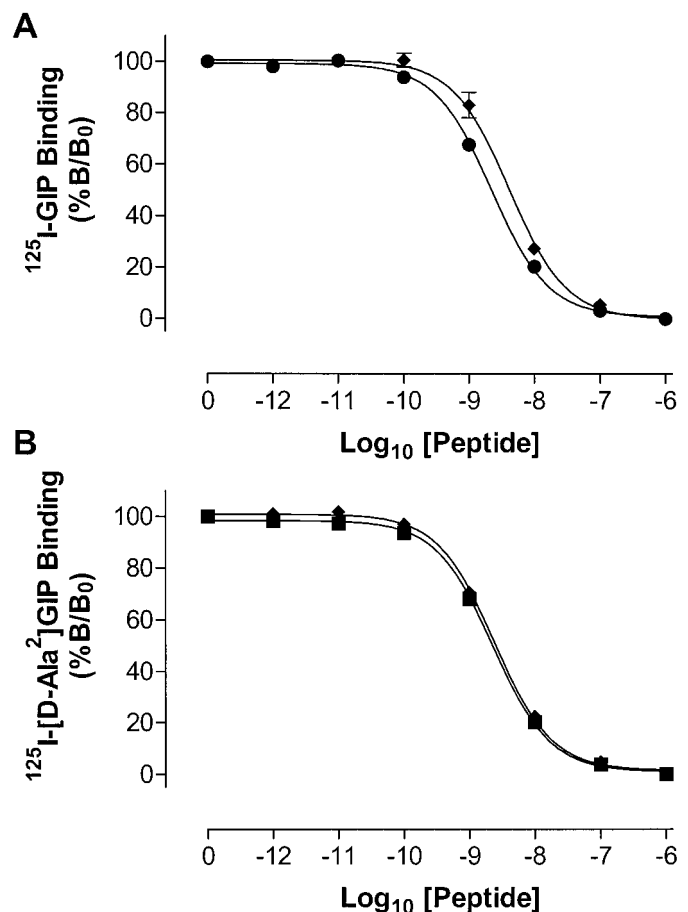 A
¹²⁵I-GIP Binding
(%B/B₀)
100
80
60
40
20
0
0 -12 -11 -10 -9 -8 -7 -6
Log₁₀ [Peptide]
B
¹²⁵I-[D-Ala²]GIP Binding
(%B/B₀)
100
80
60
40
20
0
0 -12 -11 -10 -9 -8 -7 -6
Log₁₀ [Peptide]